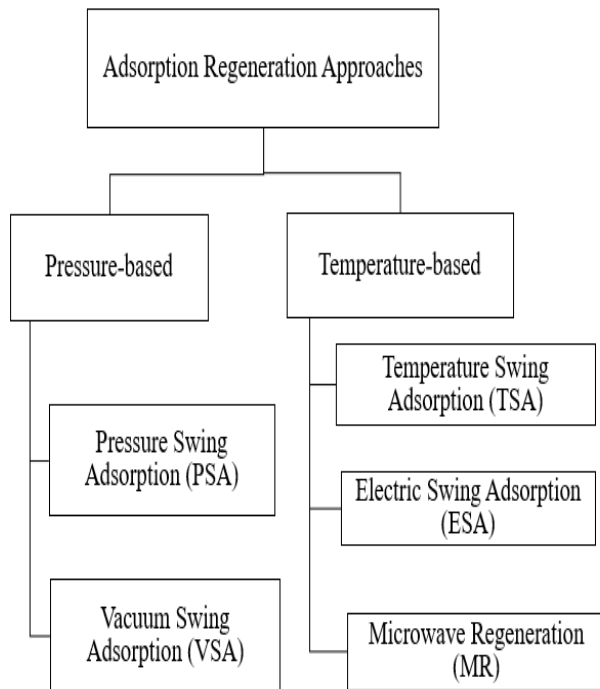 Adsorption Regeneration Approaches
Pressure-based
Temperature-based
Pressure Swing
Adsorption (PSA)
Vacuum Swing
Adsorption (VSA)
Temperature Swing
Adsorption (TSA)
Electric Swing Adsorption
(ESA)
Microwave Regeneration
(MR)